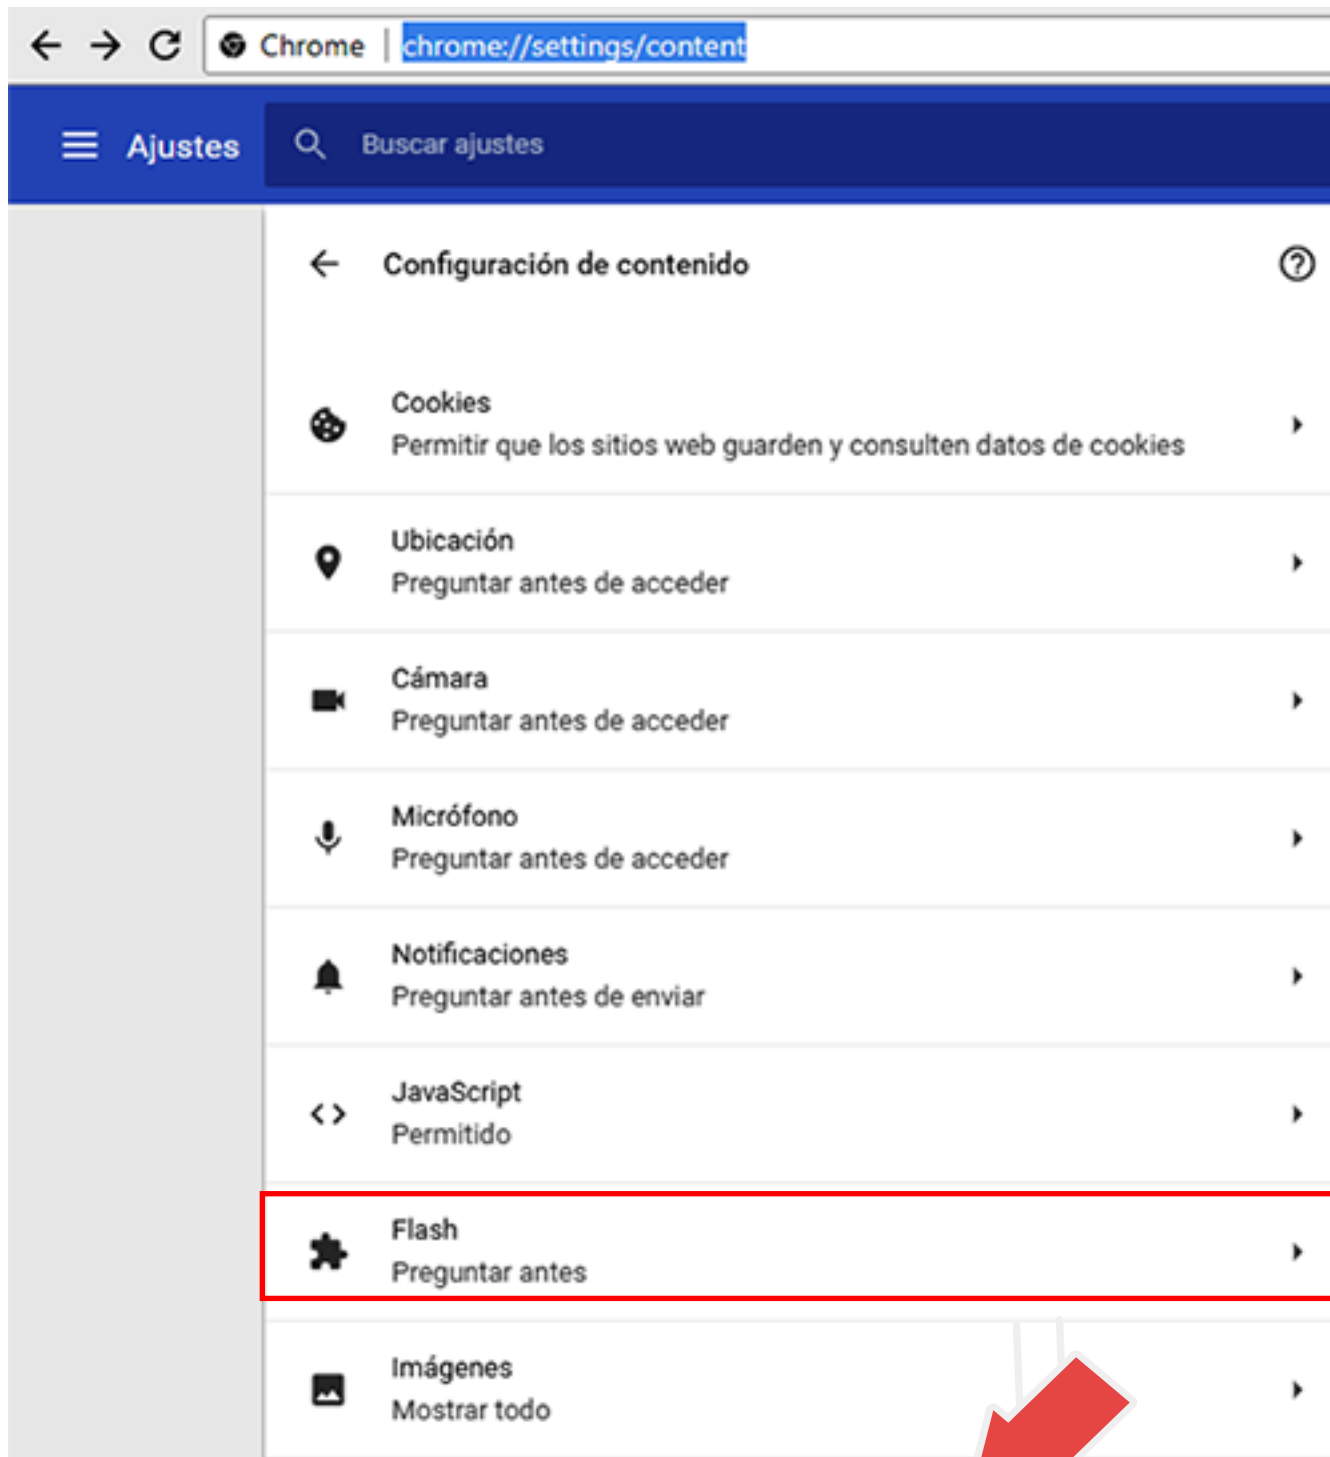 Chrome | chrome://settings/content
Ajustes
Buscar ajustes
Configuración de contenido
Cookies
Permitir que los sitios web guarden y consulten datos de cookies
Ubicación
Preguntar antes de acceder
Cámara
Preguntar antes de acceder
Micrófono
Preguntar antes de acceder
Notificaciones
Preguntar antes de enviar
JavaScript
Permitido
Flash
Preguntar antes
Imágenes
Mostrar todo